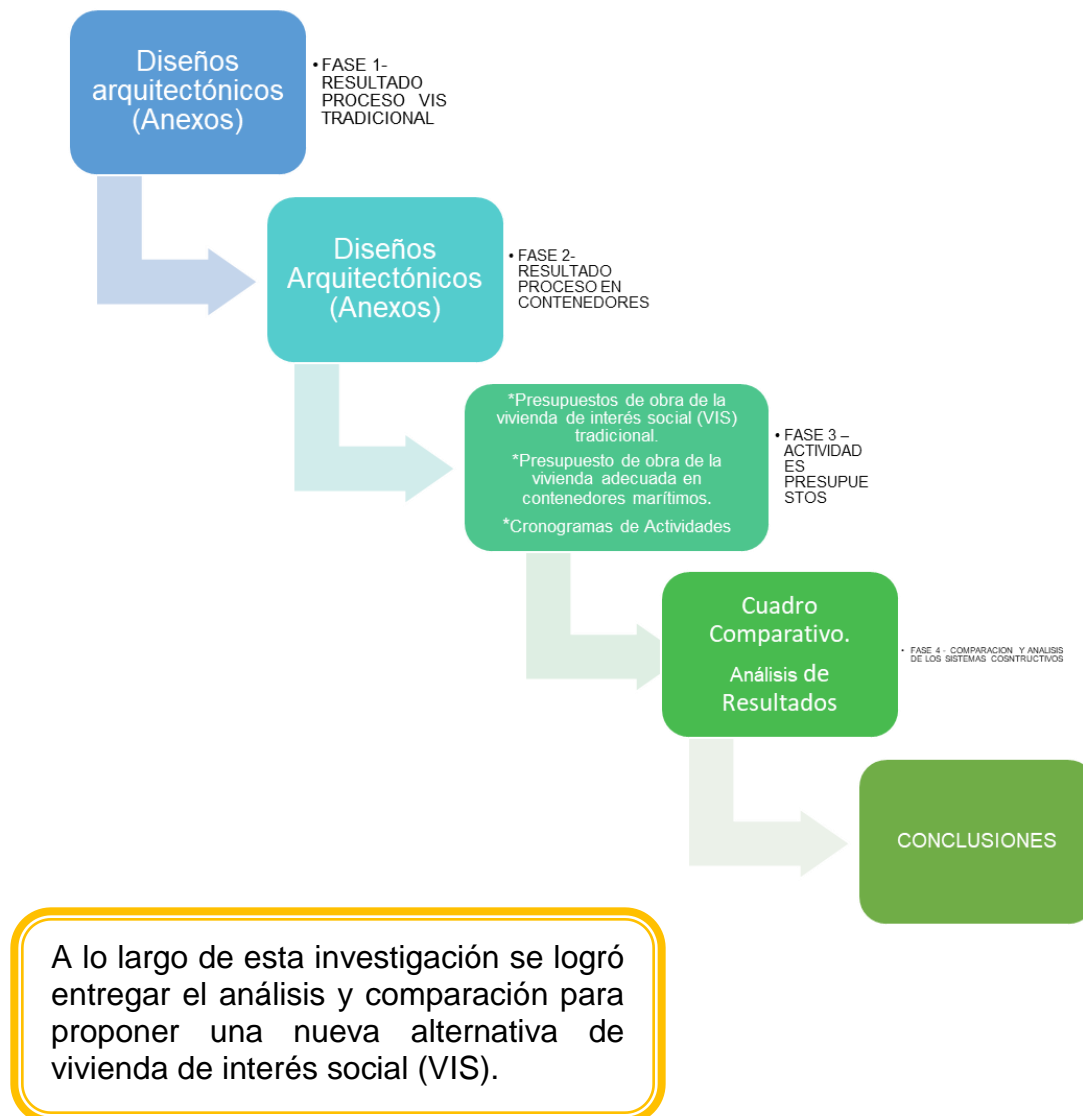 Diseños
arquitectónicos
(Anexos)
• FASE 1-
RESULTADO
PROCESO VIS
TRADICIONAL
Diseños
Arquitectónicos
(Anexos)
• FASE 2-
RESULTADO
PROCESO EN
CONTENEDORES
*Presupuestos de obra de la
vivienda de interés social (VIS)
tradicional.
*Presupuesto de obra de la
vivienda adecuada en
contenedores marítimos.
*Cronogramas de Actividades
• FASE 3 –
ACTIVIDAD
ES
PRESUPUE
STOS
Cuadro
Comparativo.
Análisis de
Resultados
• FASE 4 - COMPARACION Y ANALISIS
DE LOS SISTEMAS COSNTRUCTIVOS
CONCLUSIONES
A lo largo de esta investigación se logró
entregar el análisis y comparación para
proponer una nueva alternativa de
vivienda de interés social (VIS).